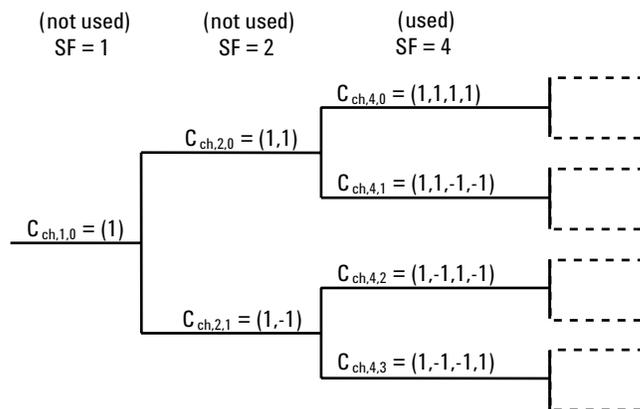 (not used) (not used) (used)
SF = 1 SF = 2 SF = 4
C ch,4,0 = (1,1,1,1)
C ch,2,0 = (1,1)
C ch,4,1 = (1,1,-1,-1)
C ch,1,0 = (1)
C ch,4,2 = (1,-1,1,-1)
C ch,2,1 = (1,-1)
C ch,4,3 = (1,-1,-1,1)